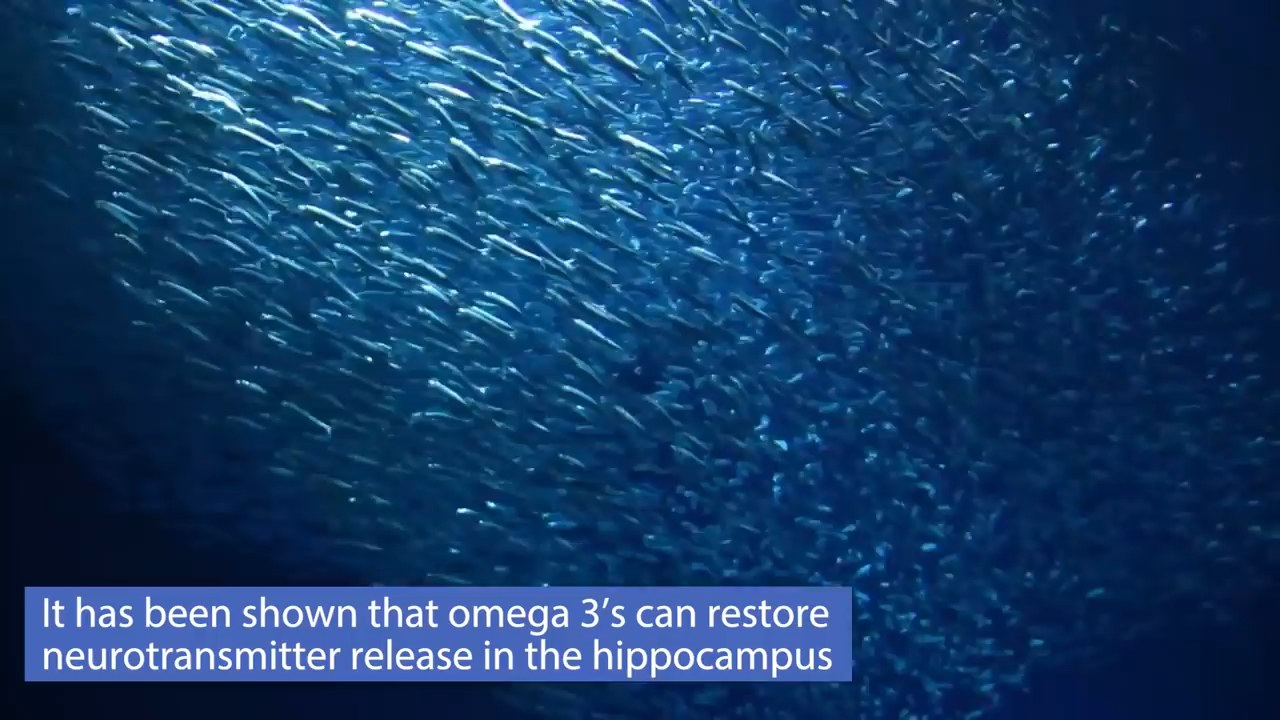 It has been shown that omega 3’s can restore
neurotransmitter release in the hippocampus